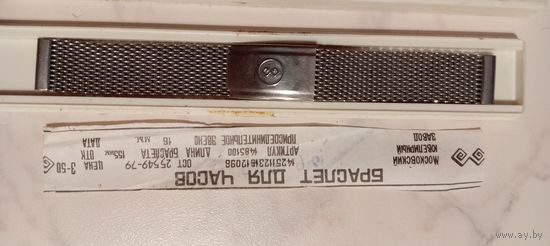 БРАСЛЕТ ДЛЯ ЧАСОВ
МОСКОВСКИЙ
ЮВЕЛИРНЫЙ
ЗАВОД
ОСТ 25549-79 ЦЕНА 3-50
АРТИКУЛ ДЛИНА БРАСЛЕТА 155мм ОТК
ПРИСОЕДИНИТЕЛЬНОЕ ЗВЕНО 16 ММ. ДАТА
www.ay.by